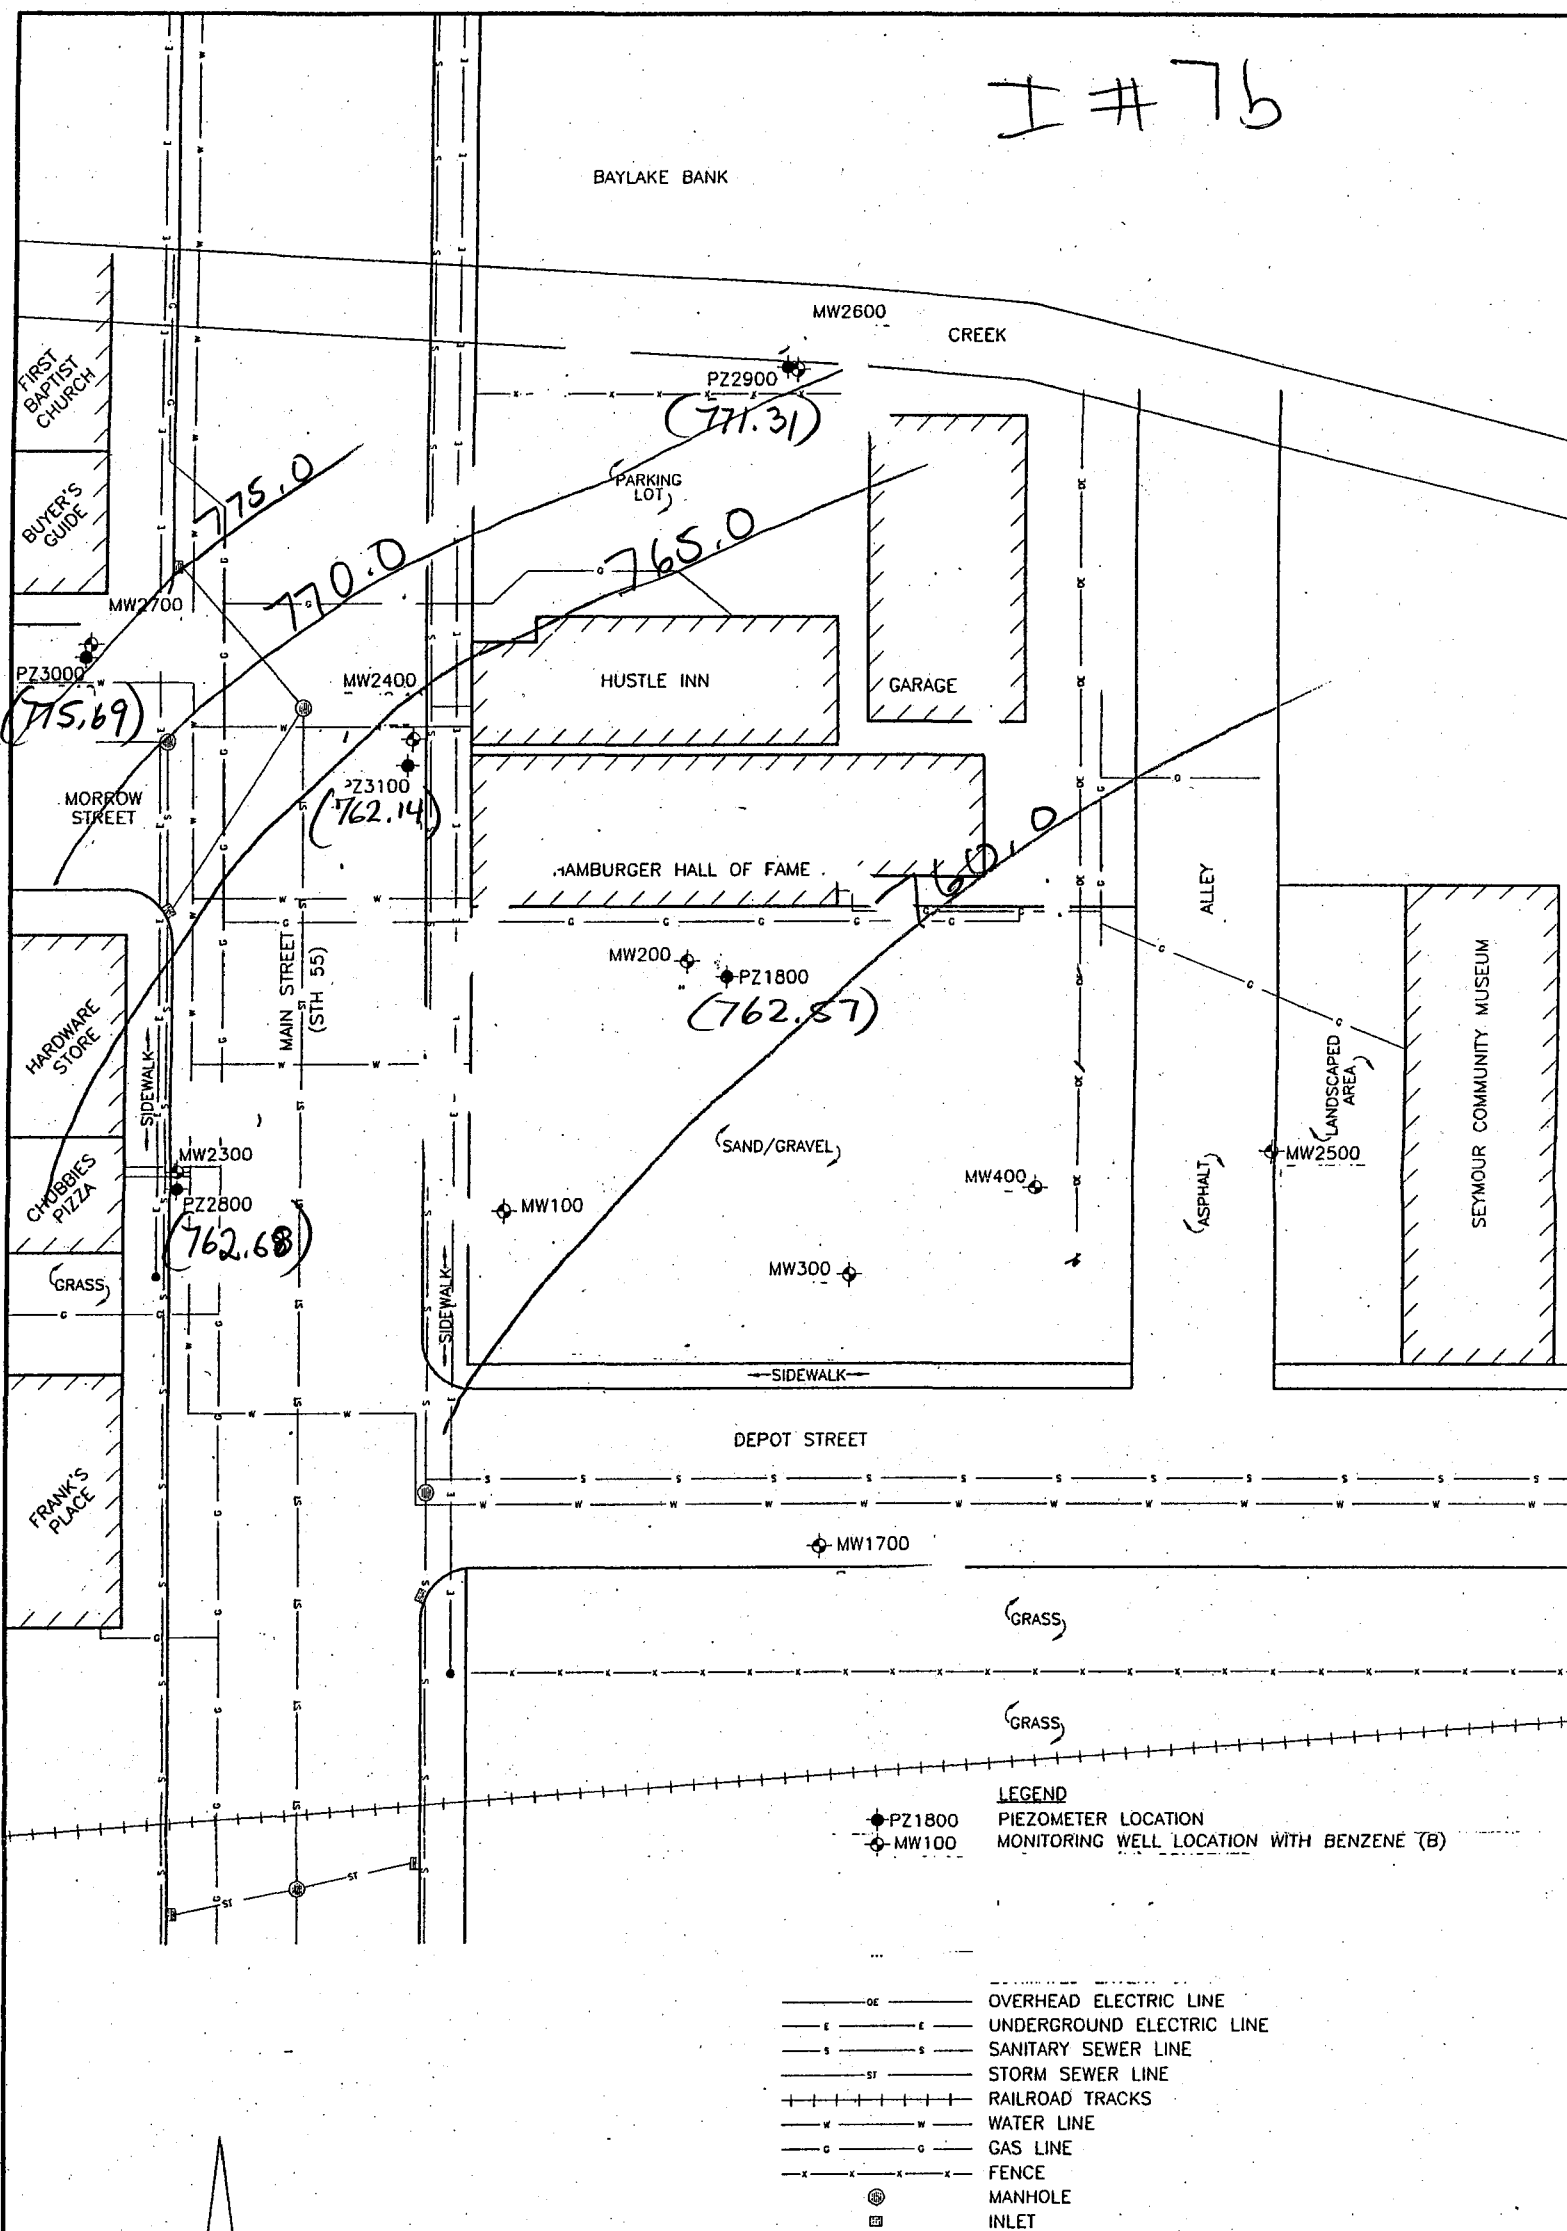 I # 7b
BAYLAKE BANK
MW2600
CREEK
PZ2900
(771.31)
FIRST
BAPTIST
CHURCH
BUYER'S
GUIDE
775.0
770.0
765.0
PARKING
LOT
MW2700
PZ3000
(775.69)
MW2400
HUSTLE INN
GARAGE
PZ3100
(762.14)
MORROW
STREET
760.0
HAMBURGER HALL OF FAME
ALLEY
MW200
PZ1800
(762.57)
MAIN STREET
(STH 55)
HARDWARE
STORE
SIDEWALK
LANDSCAPED
AREA
SEYMOUR COMMUNITY MUSEUM
SAND/GRAVEL
MW2300
PZ2800
(762.68)
CHUBBIES
PIZZA
MW100
MW400
MW2500
ASPHALT
MW300
GRASS
SIDEWALK
SIDEWALK
DEPOT STREET
FRANK'S
PLACE
MW1700
GRASS
GRASS
LEGEND
PZ1800 PIEZOMETER LOCATION
MW100 MONITORING WELL LOCATION WITH BENZENE (B)
OE OVERHEAD ELECTRIC LINE
E E UNDERGROUND ELECTRIC LINE
S S SANITARY SEWER LINE
ST STORM SEWER LINE
RAILROAD TRACKS
W W WATER LINE
G G GAS LINE
X X X X FENCE
MANHOLE
INLET